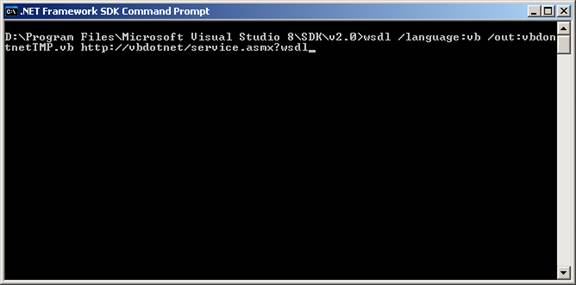 .NET Framework SDK Command Prompt
D:\Program Files\Microsoft Visual Studio 8\SDK\v2.0>wsdl /language:vb /out:vbdon
tnetTMP.vb http://vbdotnet/service.asmx?wsdl_